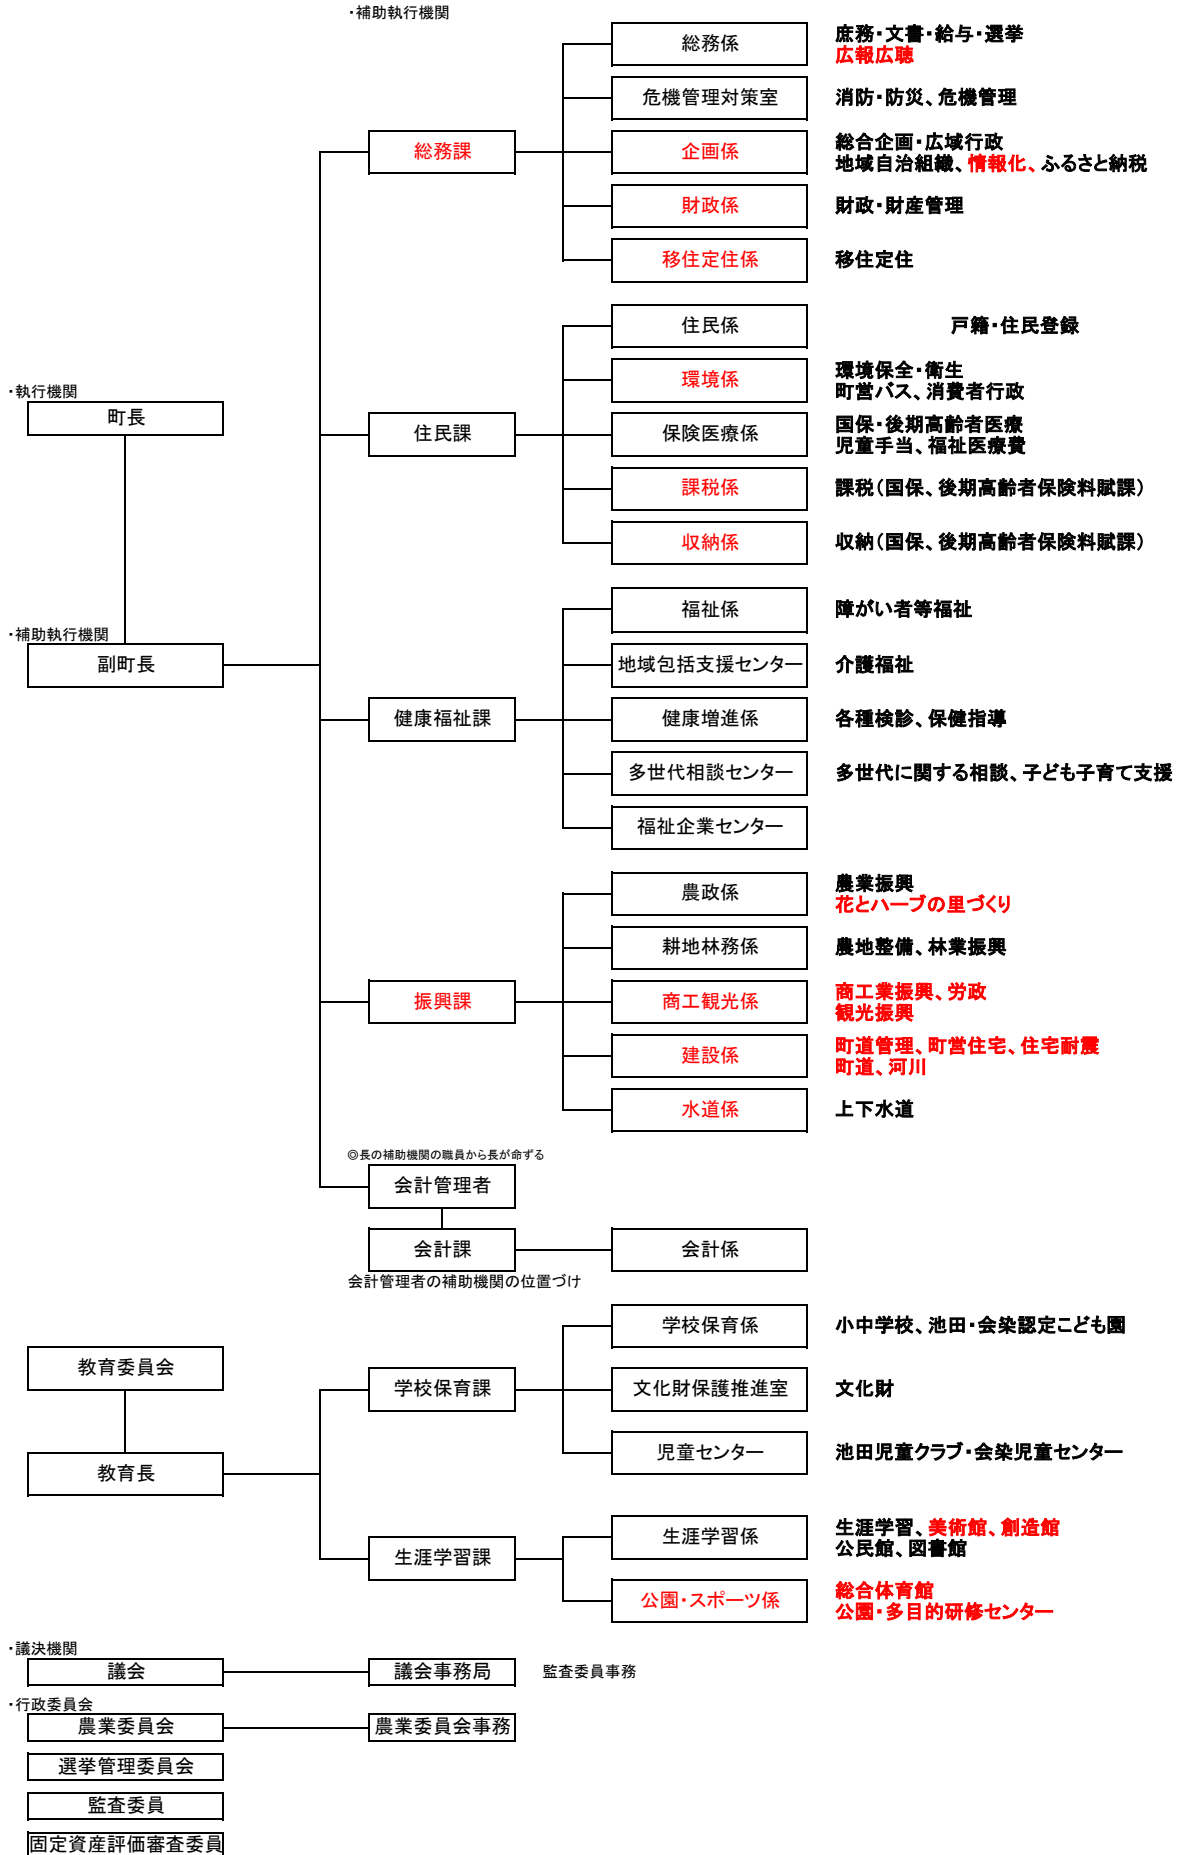 ・補助執行機関
総務係
庶務・文書・給与・選挙
広報広聴
危機管理対策室
消防・防災、危機管理
総務課
企画係
総合企画・広域行政
地域自治組織、情報化、ふるさと納税
財政係
財政・財産管理
移住定住係
移住定住
住民係
戸籍・住民登録
環境係
環境保全・衛生
町営バス、消費者行政
・執行機関
町長
住民課
保険医療係
国保・後期高齢者医療
児童手当、福祉医療費
課税係
課税（国保、後期高齢者保険料賦課）
収納係
収納（国保、後期高齢者保険料賦課）
福祉係
障がい者等福祉
・補助執行機関
副町長
地域包括支援センター
介護福祉
健康福祉課
健康増進係
各種検診、保健指導
多世代相談センター
多世代に関する相談、子ども子育て支援
福祉企業センター
農政係
農業振興
花とハーブの里づくり
耕地林務係
農地整備、林業振興
振興課
商工観光係
商工業振興、労政
観光振興
建設係
町道管理、町営住宅、住宅耐震
町道、河川
水道係
上下水道
◎長の補助機関の職員から長が命ずる
会計管理者
会計課
会計係
会計管理者の補助機関の位置づけ
学校保育係
小中学校、池田・会染認定こども園
教育委員会
学校保育課
文化財保護推進室
文化財
児童センター
池田児童クラブ・会染児童センター
教育長
生涯学習係
生涯学習、美術館、創造館
公民館、図書館
生涯学習課
公園・スポーツ係
総合体育館
公園・多目的研修センター
・議決機関
議会
議会事務局
監査委員事務
・行政委員会
農業委員会
農業委員会事務
選挙管理委員会
監査委員
固定資産評価審査委員